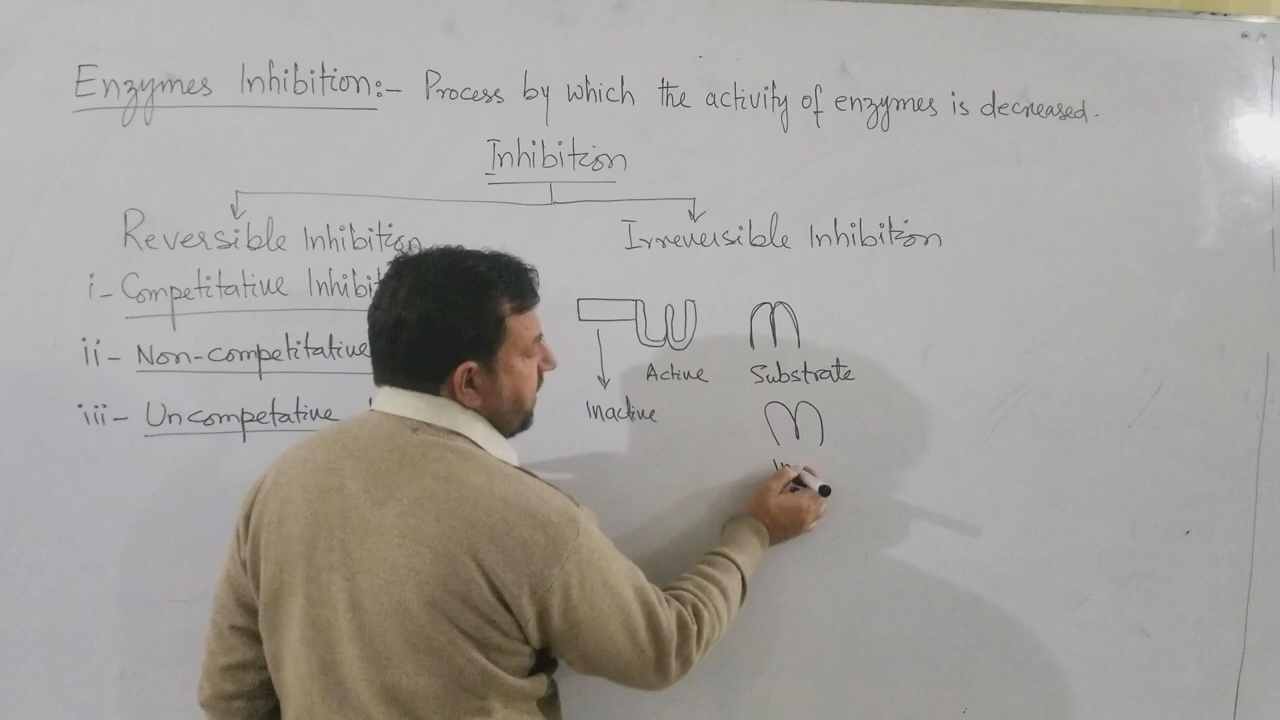 Enzymes Inhibition:- Process by which the activity of enzymes is decreased.
Inhibition
Reversible Inhibition
Irreversible Inhibition
i- Competitative
ii- Non-competitative
iii- Uncompetative
Active
Substrate
Inactive